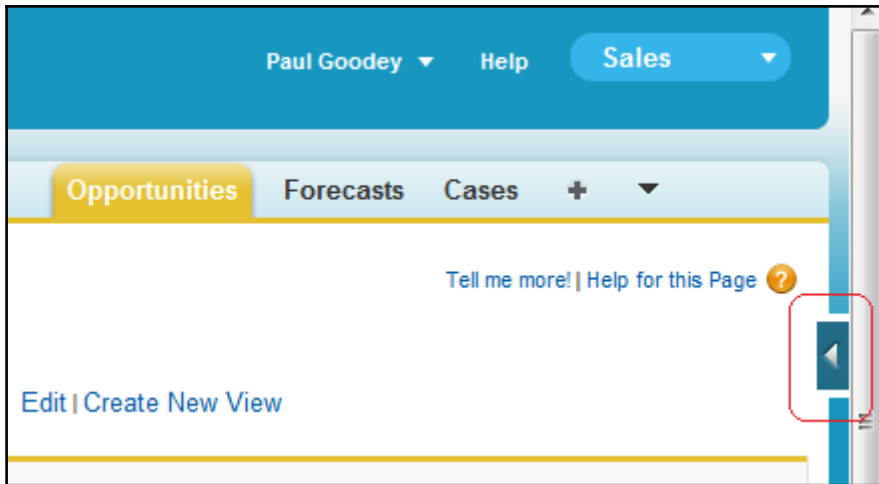 Paul Goodey Help Sales
Opportunities Forecasts Cases +
Tell me more! | Help for this Page ?
Edit | Create New View